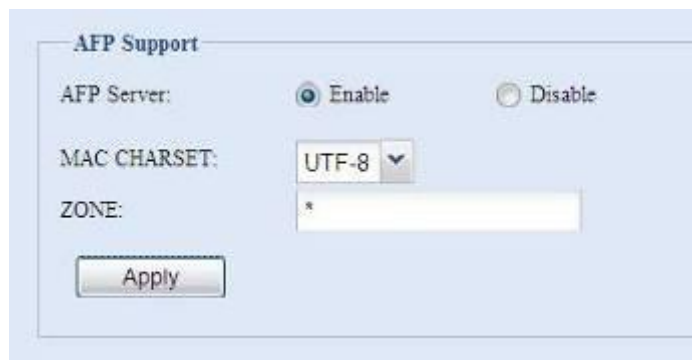 AFP Support
AFP Server: Enable Disable
MAC CHARSET: UTF-8
ZONE: *
Apply